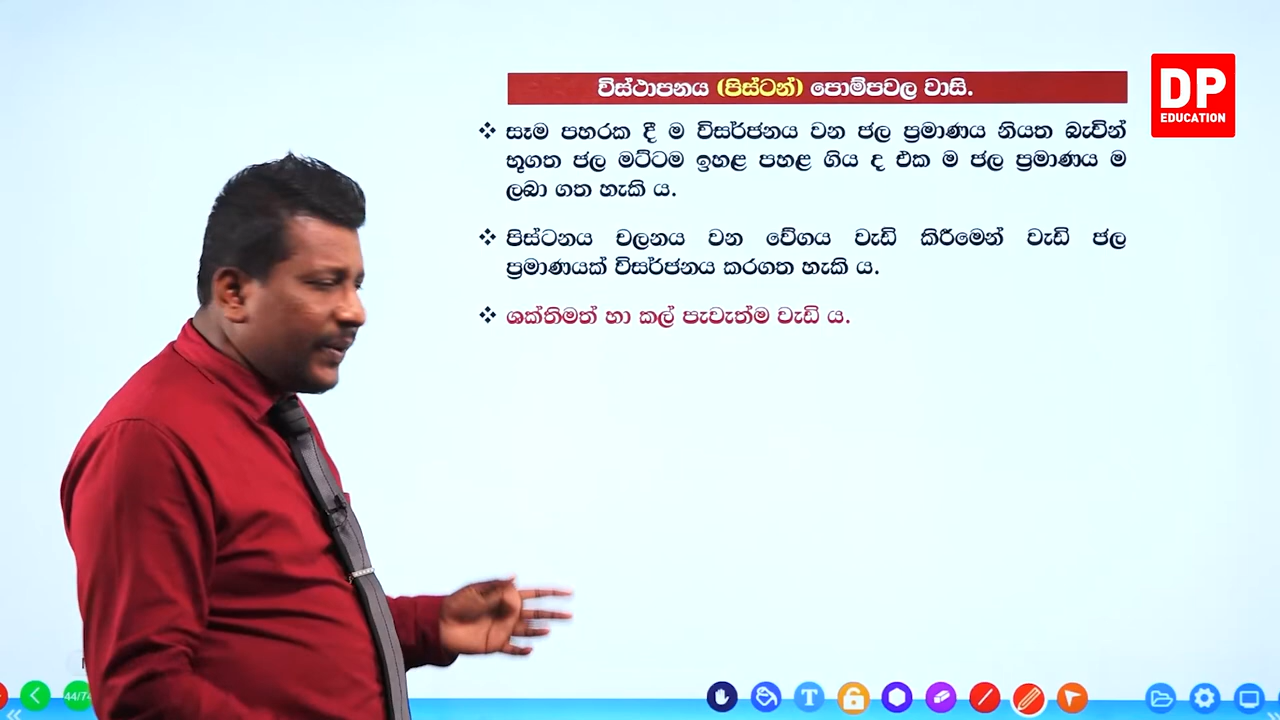 විස්ථාපනය (පිස්ටන්) පොම්පවල වාසි.
DP
EDUCATION
❖ සෑම පහරක දී ම විසර්ජනය වන ජල ප්‍රමාණය නියත බැවින්
භූගත ජල මට්ටම ඉහළ පහළ ගිය ද එක ම ජල ප්‍රමාණය ම
ලබා ගත හැකි ය.
❖ පිස්ටනය චලනය වන වේගය වැඩි කිරීමෙන් වැඩි ජල
ප්‍රමාණයක් විසර්ජනය කරගත හැකි ය.
❖ ශක්තිමත් හා කල් පැවැත්ම වැඩි ය.
44/74